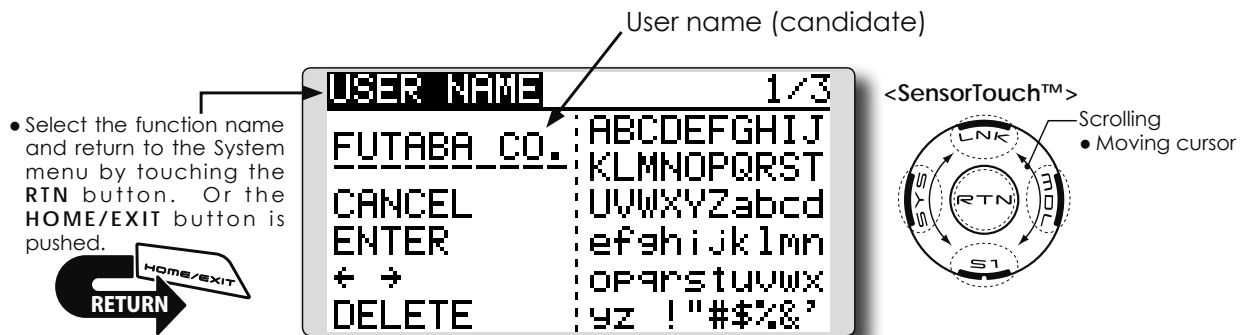 User name (candidate)
● Select the function name
and return to the System
menu by touching the
RTN button. Or the
HOME/EXIT button is
pushed.
HOME/EXIT
RETURN
USER NAME 1/3
FUTABA CO.
CANCEL
ENTER
← →
DELETE
ABCDEFGHIJ
KLMNOPQRST
UVWXYZabcd
efghijklmn
opqrstuvwx
yz !"#$%&'
<SensorTouch™>
Scrolling
● Moving cursor
LNK
SYS
RTN
MDL
S1